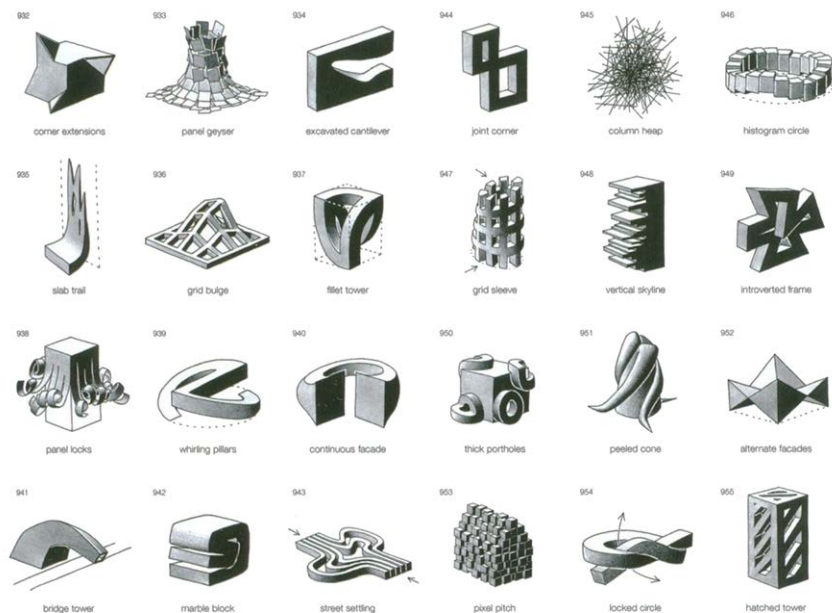 932 933 934 944 945 946
corner extensions panel geyser excavated cantilever joint corner column heap histogram circle
935 936 937 947 948 949
slab trail grid bulge fillet tower grid sleeve vertical skyline introverted frame
938 939 940 950 951 952
panel locks whirling pillars continuous facade thick portholes peeled cone alternate facades
941 942 943 953 954 955
bridge tower marble block street settling pixel pitch locked circle hatched tower